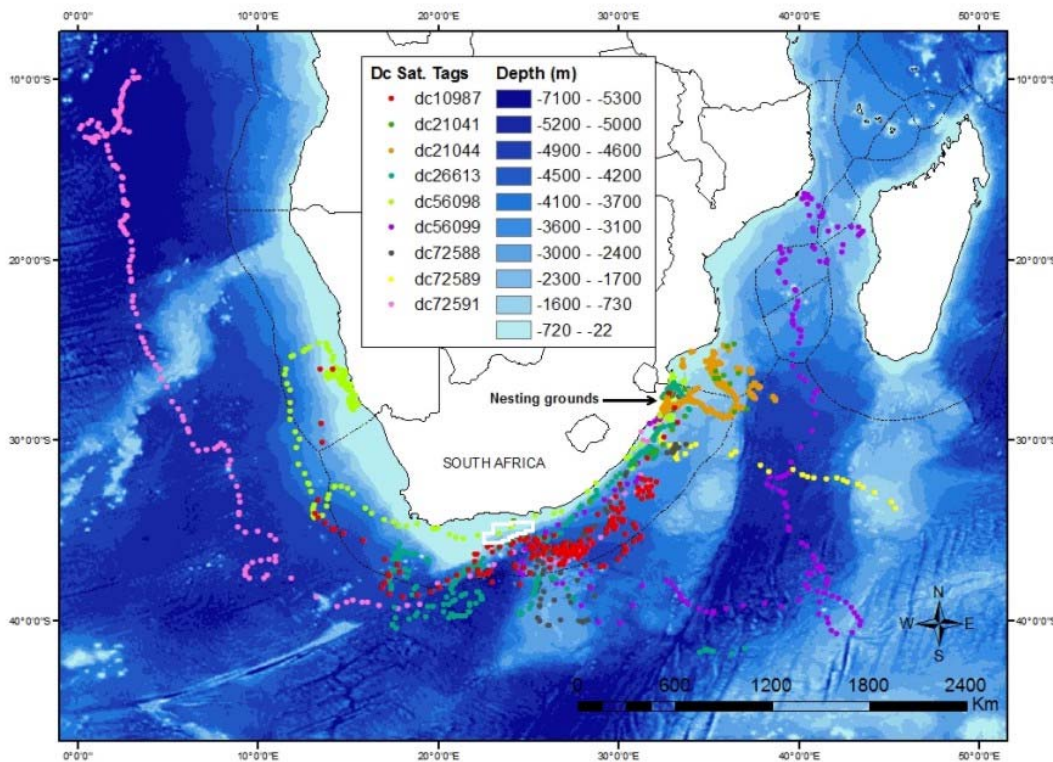 0°0'0" 10°0'0"E 20°0'0"E 30°0'0"E 40°0'0"E 50°0'0"E
10°0'0"S 10°0'0"S
20°0'0"S 20°0'0"S
30°0'0"S 30°0'0"S
40°0'0"S 40°0'0"S
Dc Sat. Tags Depth (m)
dc10987 -7100 - -5300
dc21041 -5200 - -5000
dc21044 -4900 - -4600
dc26613 -4500 - -4200
dc56098 -4100 - -3700
dc56099 -3600 - -3100
dc72588 -3000 - -2400
dc72589 -2300 - -1700
dc72591 -1600 - -730
-720 - -22
Nesting grounds
SOUTH AFRICA
N
W E
S
0 600 1200 1800 2400
Km
0°0'0" 10°0'0"E 20°0'0"E 30°0'0"E 40°0'0"E 50°0'0"E